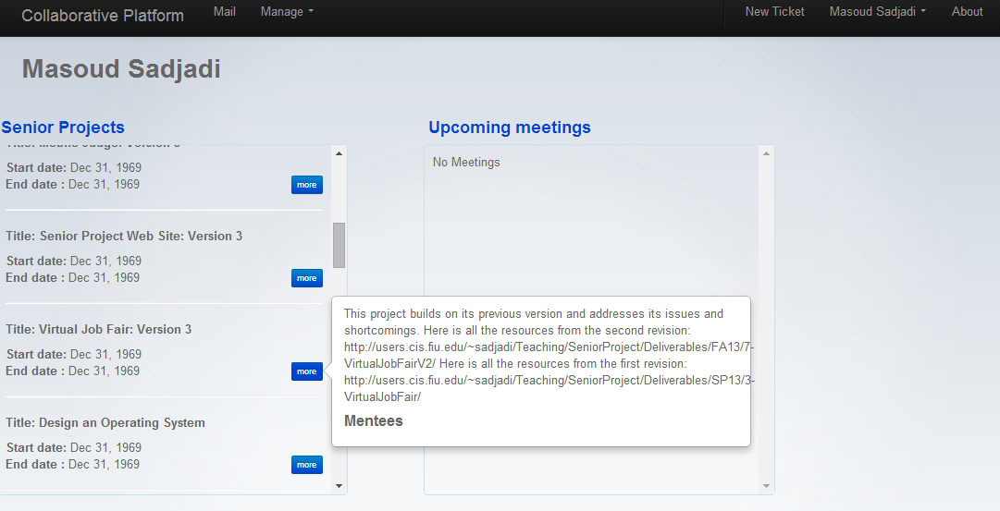 Collaborative Platform Mail Manage New Ticket Masoud Sadjadi About
Masoud Sadjadi
Senior Projects
Title: Mobile Judge: Version 3
Start date: Dec 31, 1969
End date : Dec 31, 1969
more
Title: Senior Project Web Site: Version 3
Start date: Dec 31, 1969
End date : Dec 31, 1969
more
Title: Virtual Job Fair: Version 3
Start date: Dec 31, 1969
End date : Dec 31, 1969
more
Title: Design an Operating System
Start date: Dec 31, 1969
End date : Dec 31, 1969
more
Upcoming meetings
No Meetings
This project builds on its previous version and addresses its issues and
shortcomings. Here is all the resources from the second revision:
http://users.cis.fiu.edu/~sadjadi/Teaching/SeniorProject/Deliverables/FA13/7-
VirtualJobFairV2/ Here is all the resources from the first revision:
http://users.cis.fiu.edu/~sadjadi/Teaching/SeniorProject/Deliverables/SP13/3-
VirtualJobFair/
Mentees